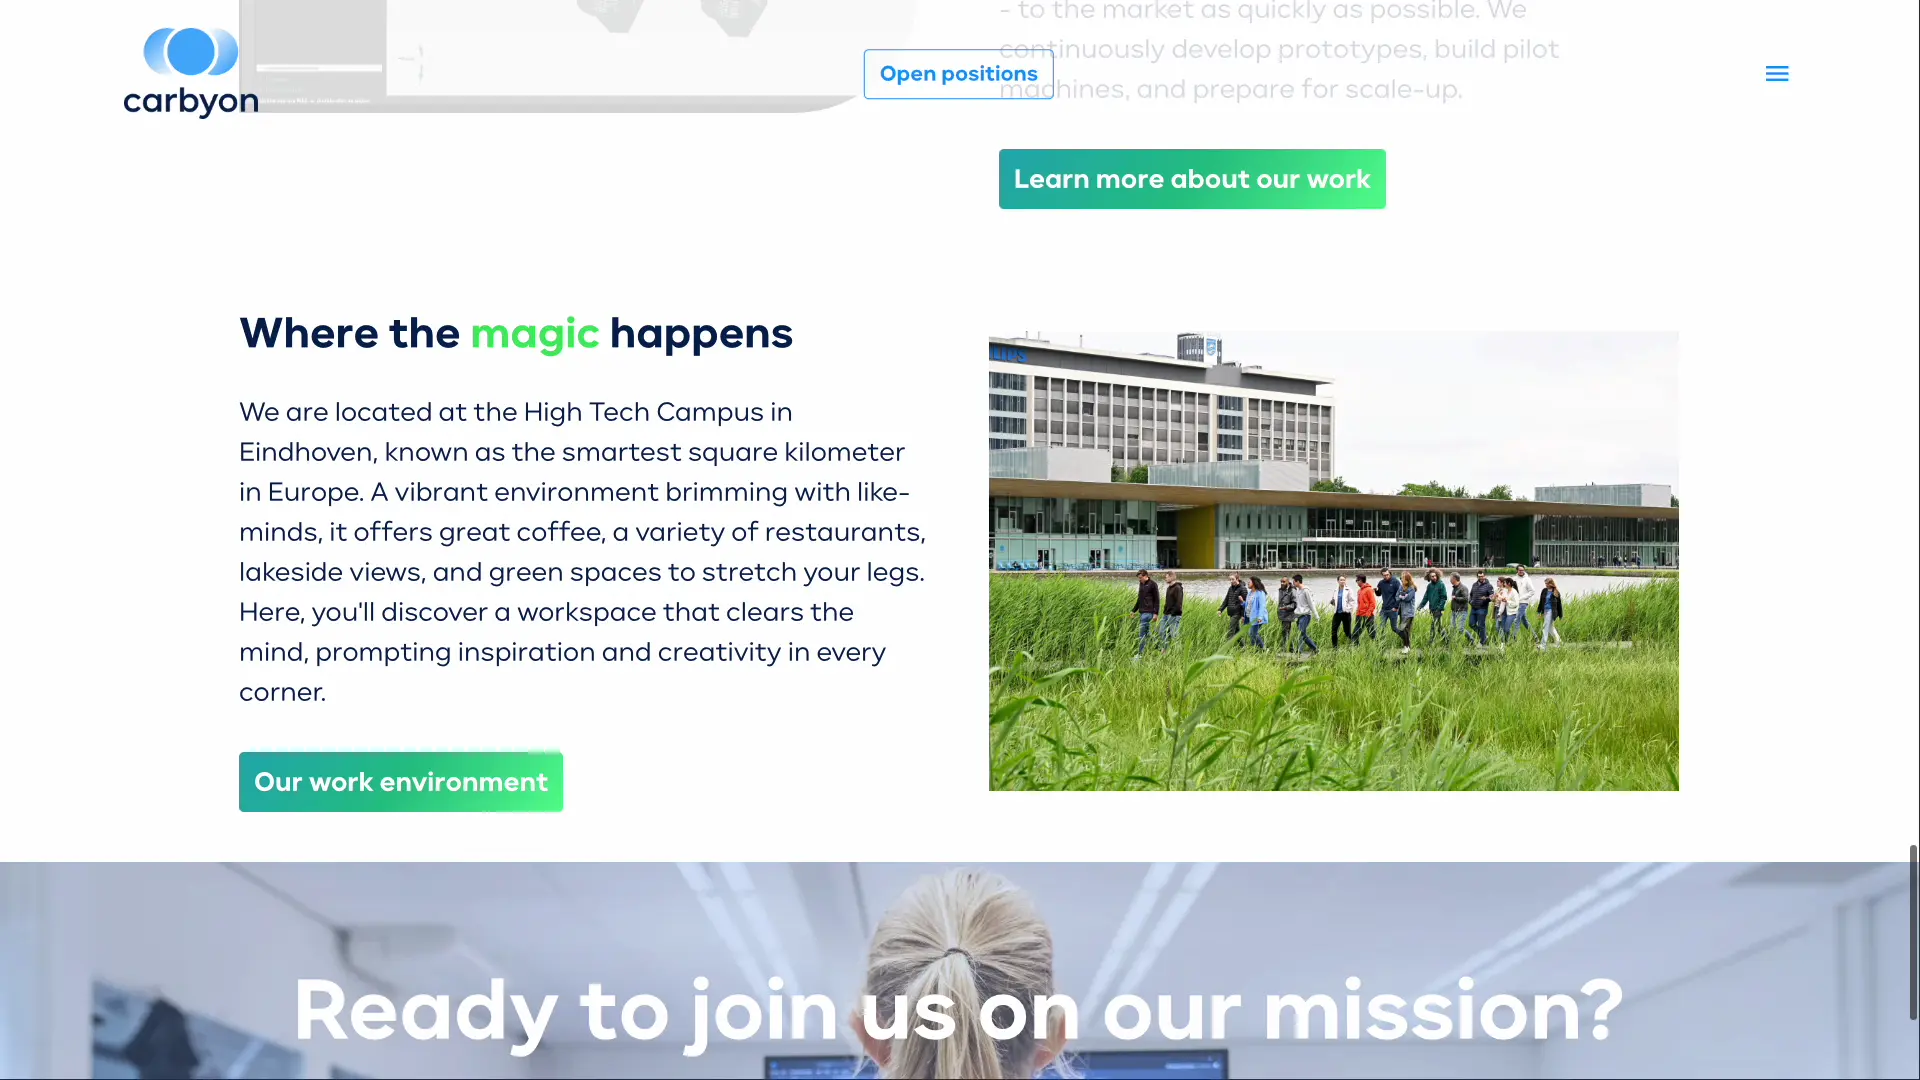 - to the market as quickly as possible. We
continuously develop prototypes, build pilot
machines, and prepare for scale-up.
carbyon
Open positions
Learn more about our work
Where the magic happens
We are located at the High Tech Campus in
Eindhoven, known as the smartest square kilometer
in Europe. A vibrant environment brimming with like-
minds, it offers great coffee, a variety of restaurants,
lakeside views, and green spaces to stretch your legs.
Here, you'll discover a workspace that clears the
mind, prompting inspiration and creativity in every
corner.
Our work environment
Ready to join us on our mission?